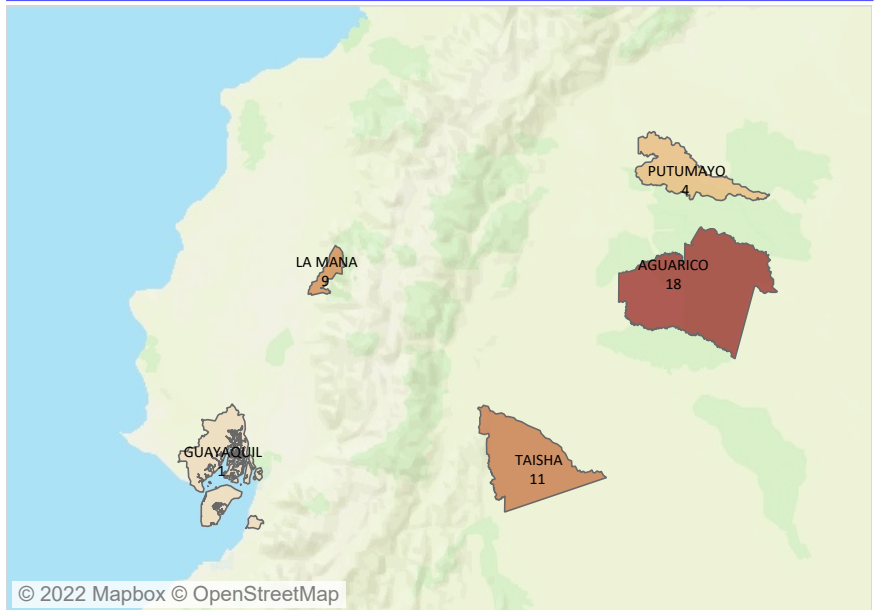 PUTUMAYO
4
LA MANA
9
AGUARICO
18
GUAYAQUIL
1
TAISHA
11
© 2022 Mapbox © OpenStreetMap